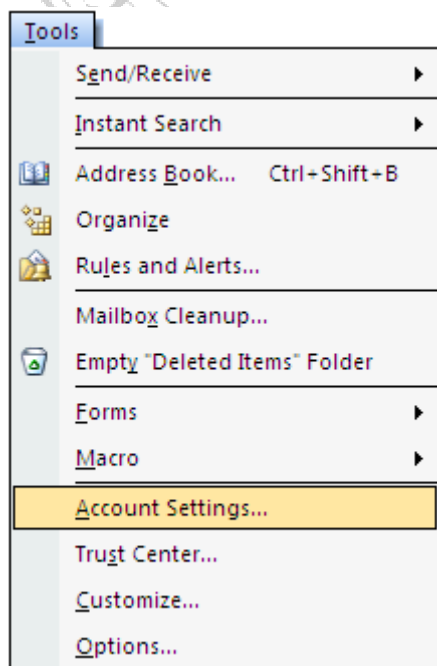 Tools
Send/Receive
Instant Search
Address Book... Ctrl+Shift+B
Organize
Rules and Alerts...
Mailbox Cleanup...
Empty "Deleted Items" Folder
Forms
Macro
Account Settings...
Trust Center...
Customize...
Options...